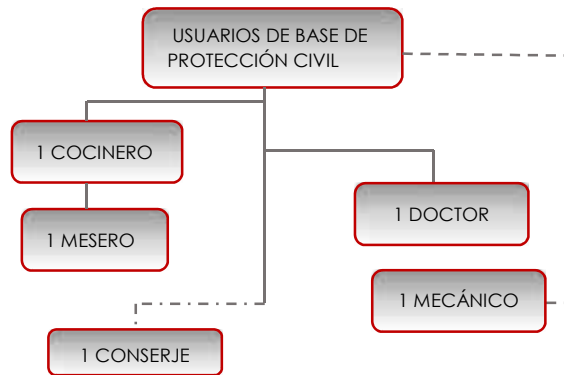 USUARIOS DE BASE DE
PROTECCIÓN CIVIL
1 COCINERO
1 MESERO
1 DOCTOR
1 MECÁNICO
1 CONSERJE